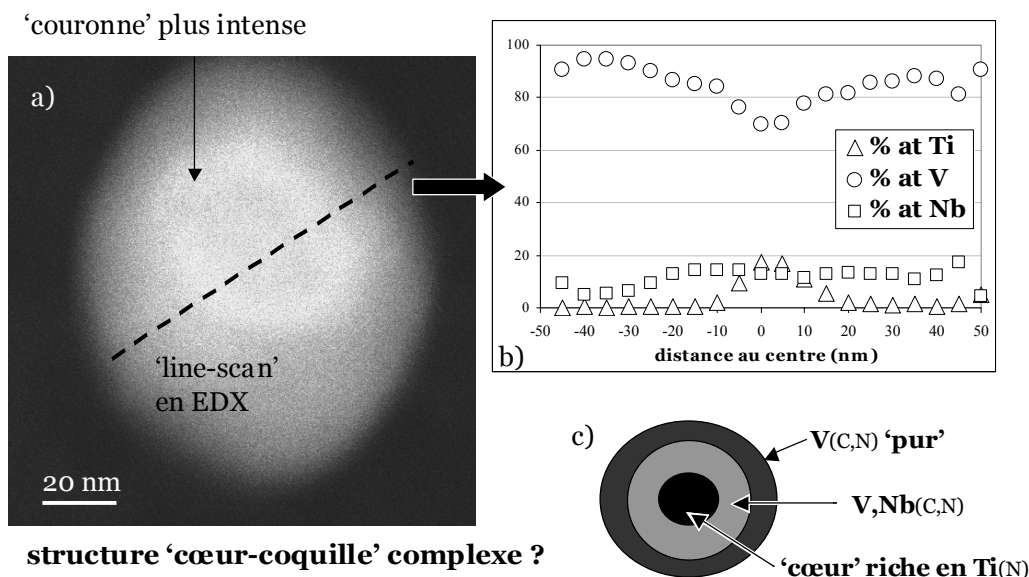 ‘couronne’ plus intense
a)
‘line-scan’
en EDX
20 nm
structure ‘cœur-coquille’ complexe ?
100
80
60
40
20
0
-50 -40 -30 -20 -10 0 10 20 30 40 50
distance au centre (nm)
% at Ti
% at V
% at Nb
b)
c)
V(C,N) ‘pur’
V,Nb(C,N)
‘cœur’ riche en Ti(N)